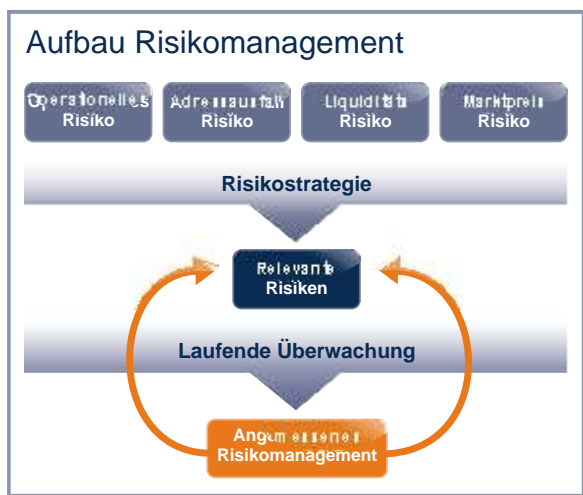 Aufbau Risikomanagement
Operationelles
Risiko
Adressausfall
Risiko
Liquiditäts
Risiko
Marktpreis
Risiko
Risikostrategie
Relevante
Risiken
Laufende Überwachung
Angemessenes
Risikomanagement